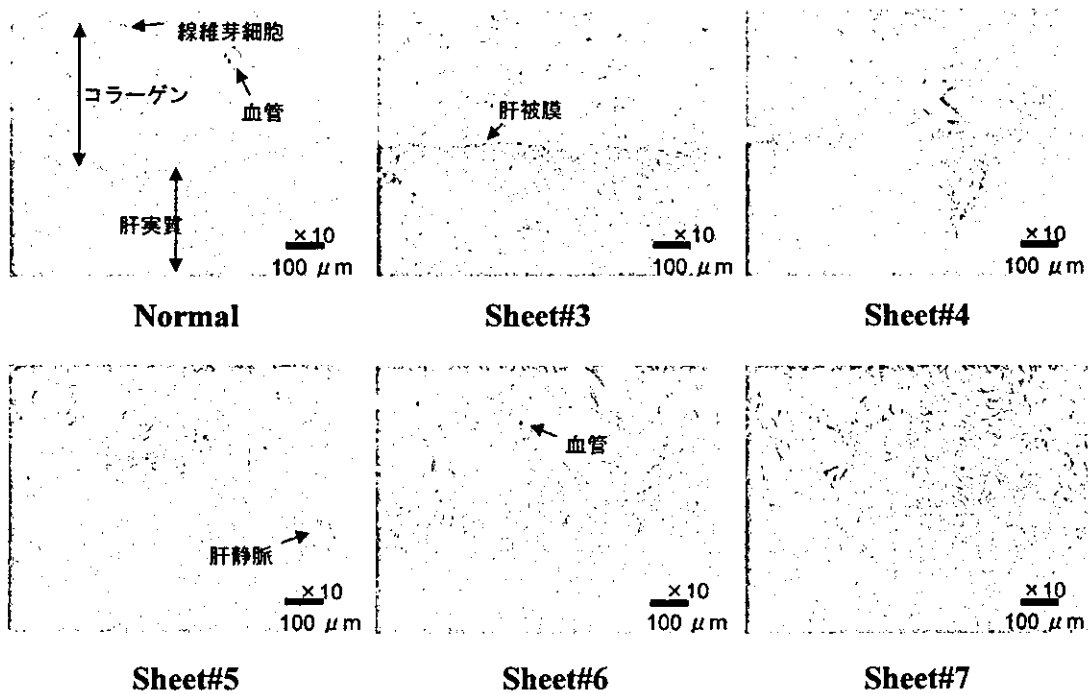 線維芽細胞
コラーゲン
血管
肝実質
×10
100 μm
Normal
肝被膜
×10
100 μm
Sheet#3
×10
100 μm
Sheet#4
肝静脈
×10
100 μm
Sheet#5
血管
×10
100 μm
Sheet#6
×10
100 μm
Sheet#7